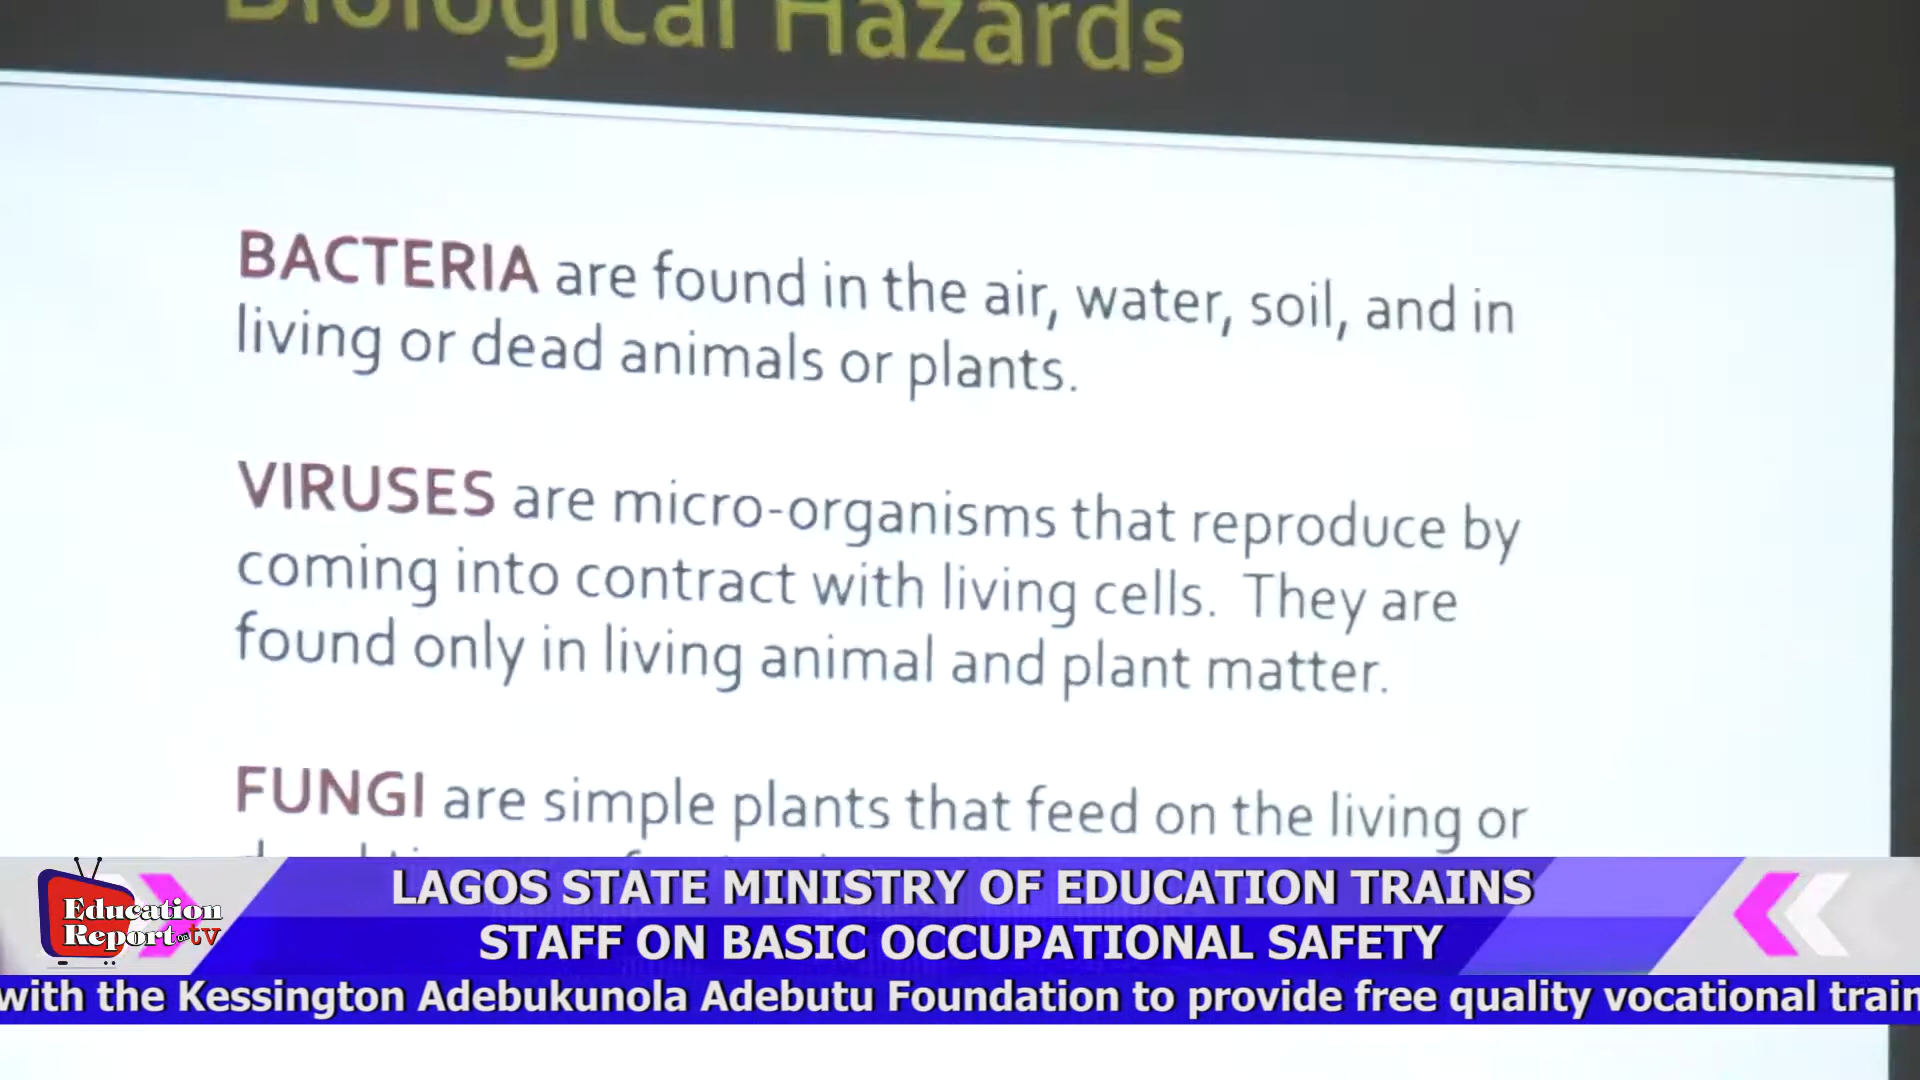 Biological Hazards
BACTERIA are found in the air, water, soil, and in
living or dead animals or plants.
VIRUSES are micro-organisms that reproduce by
coming into contract with living cells. They are
found only in living animal and plant matter.
FUNGI are simple plants that feed on the living or
Education
Report on tv
LAGOS STATE MINISTRY OF EDUCATION TRAINS
STAFF ON BASIC OCCUPATIONAL SAFETY
with the Kessington Adebukunola Adebutu Foundation to provide free quality vocational train